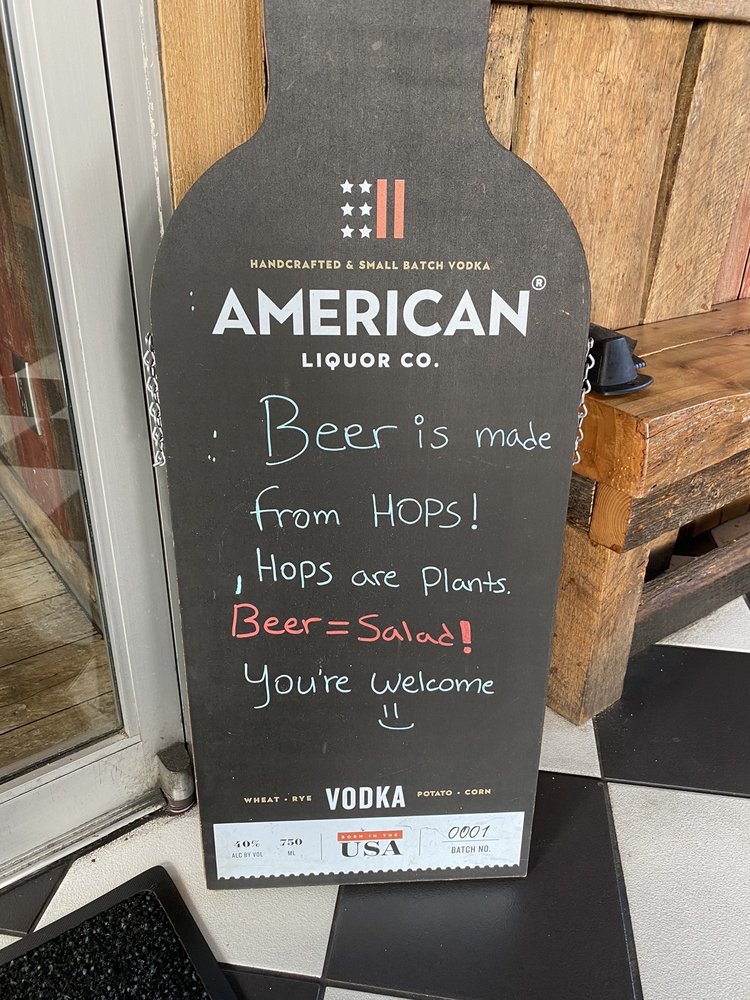 HANDCRAFTED & SMALL BATCH VODKA
AMERICAN®
LIQUOR CO.
Beer is made
from HOPS!
Hops are Plants.
Beer = Salad!
You're welcome
WHEAT • RYE VODKA POTATO • CORN
40% ALC BY VOL
750 ML
BORN IN THE
USA
0001
BATCH NO.